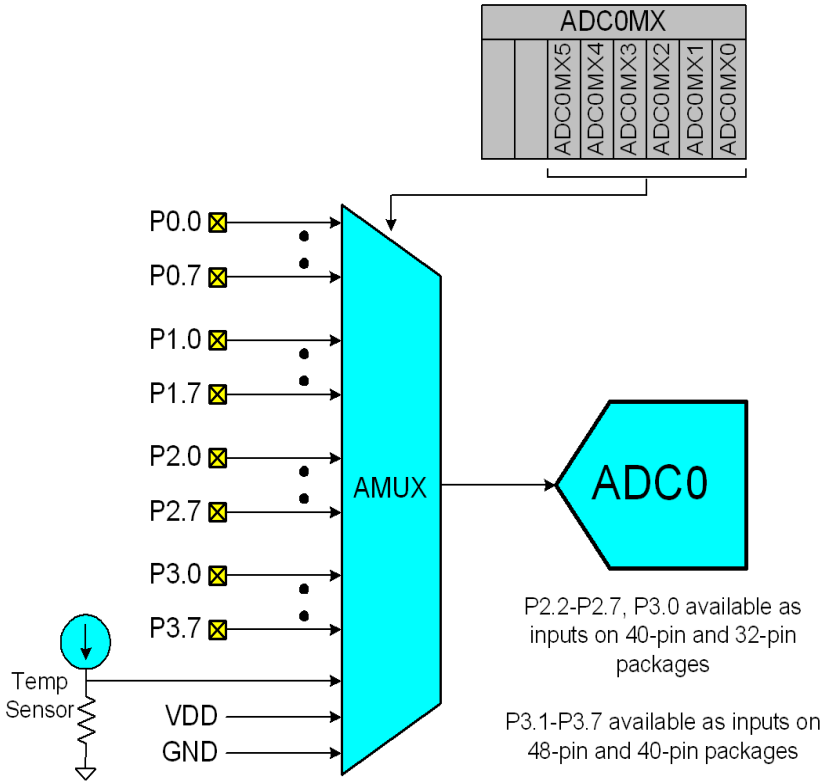 ADC0MX
ADC0MX5
ADC0MX4
ADC0MX3
ADC0MX2
ADC0MX1
ADC0MX0
P0.0
P0.7
P1.0
P1.7
P2.0
P2.7
P3.0
P3.7
AMUX
ADC0
Temp
Sensor
VDD
GND
P2.2-P2.7, P3.0 available as
inputs on 40-pin and 32-pin
packages
P3.1-P3.7 available as inputs on
48-pin and 40-pin packages